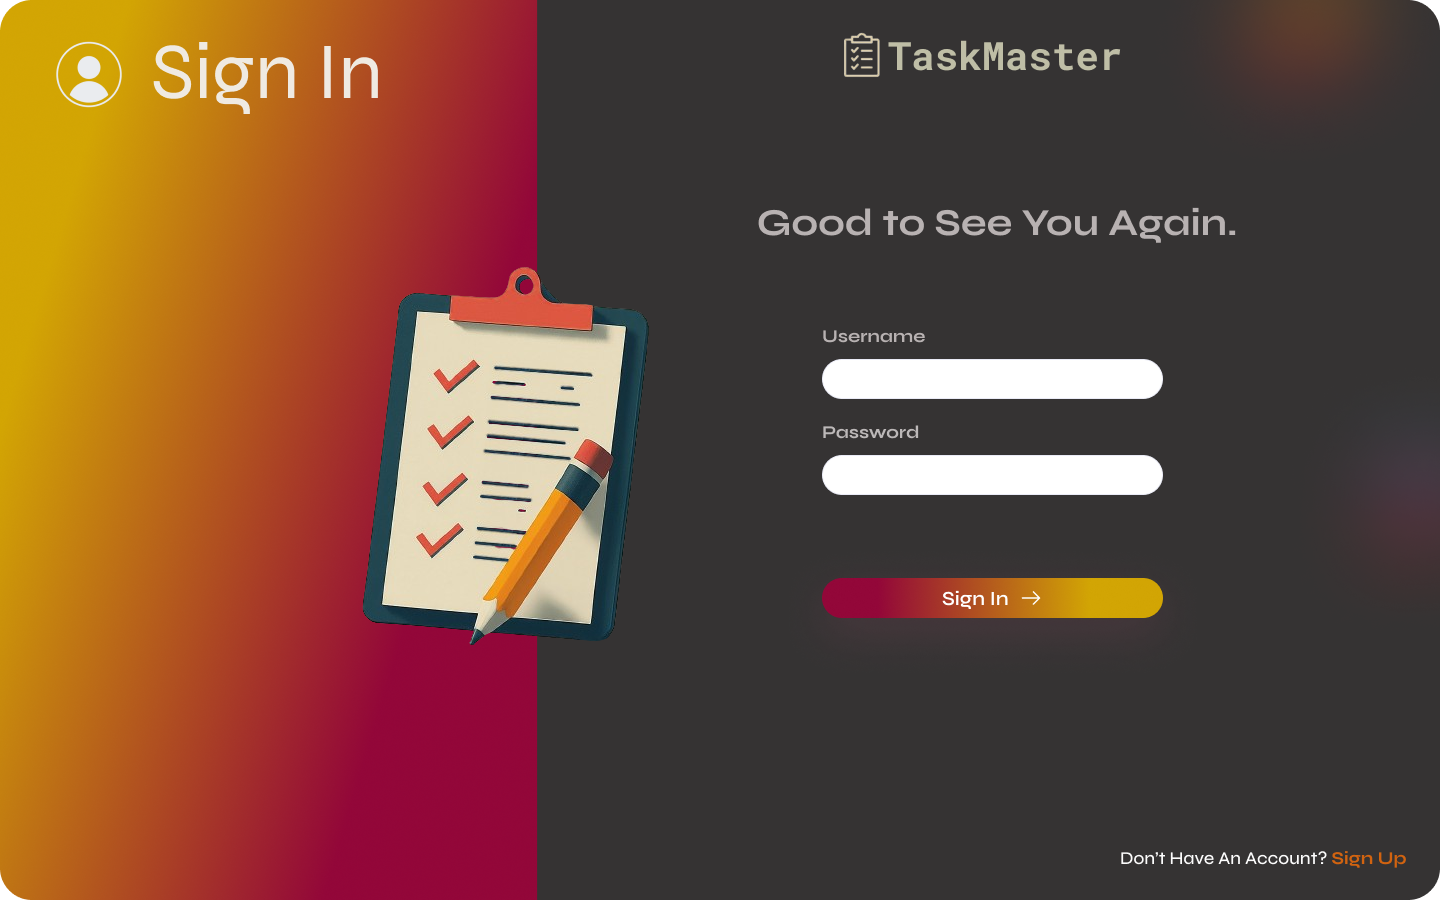 Sign In
TaskMaster
Good to See You Again.
Username
Password
Sign In
Don't Have An Account? Sign Up